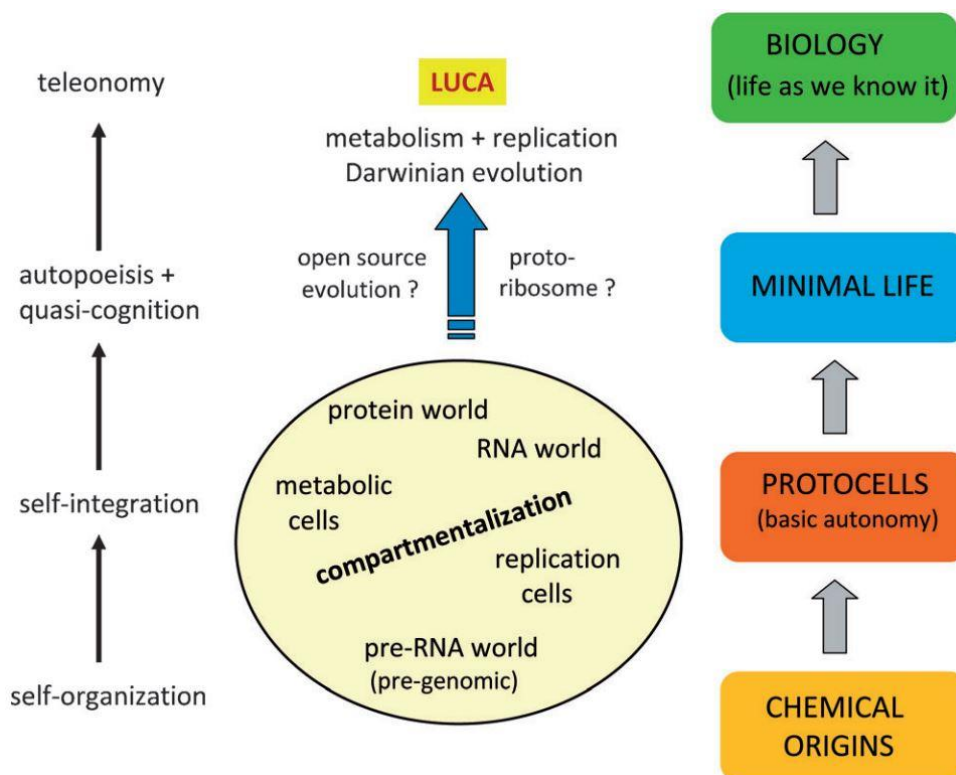 teleonomy
autopoeisis +
quasi-cognition
self-integration
self-organization
LUCA
metabolism + replication
Darwinian evolution
open source
evolution ?
proto-
ribosome ?
protein world
RNA world
metabolic
cells
compartmentalization
replication
cells
pre-RNA world
(pre-genomic)
BIOLOGY
(life as we know it)
MINIMAL LIFE
PROTOCELLS
(basic autonomy)
CHEMICAL
ORIGINS